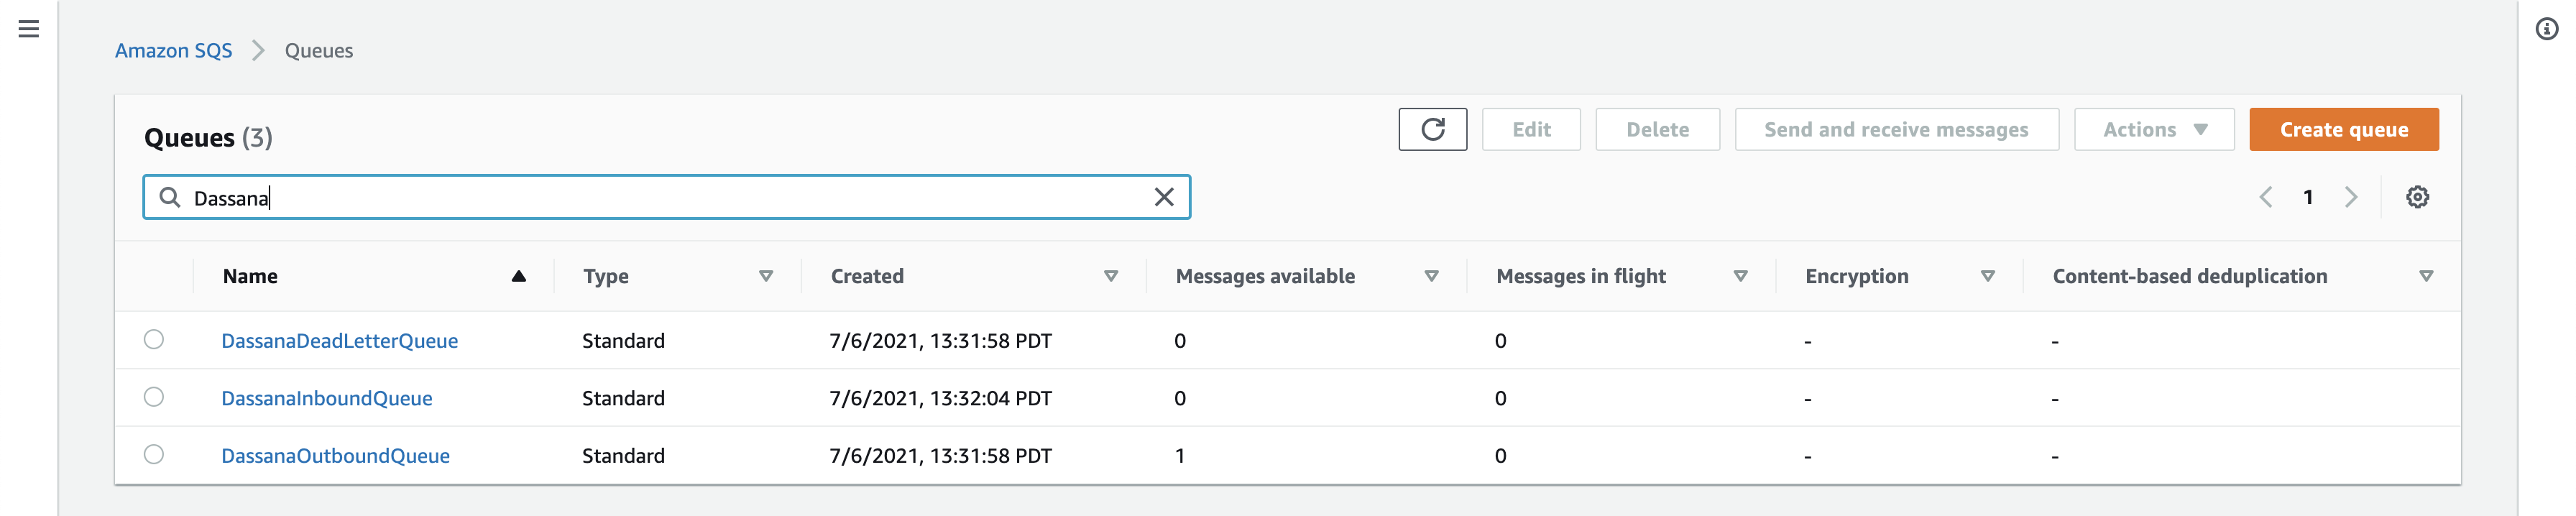 Amazon SQS > Queues
Queues (3)
Edit
Delete
Send and receive messages
Actions
Create queue
Dassana
1
Name Type Created Messages available Messages in flight Encryption Content-based deduplication
DassanaDeadLetterQueue Standard 7/6/2021, 13:31:58 PDT 0 0 - -
DassanaInboundQueue Standard 7/6/2021, 13:32:04 PDT 0 0 - -
DassanaOutboundQueue Standard 7/6/2021, 13:31:58 PDT 1 0 - -